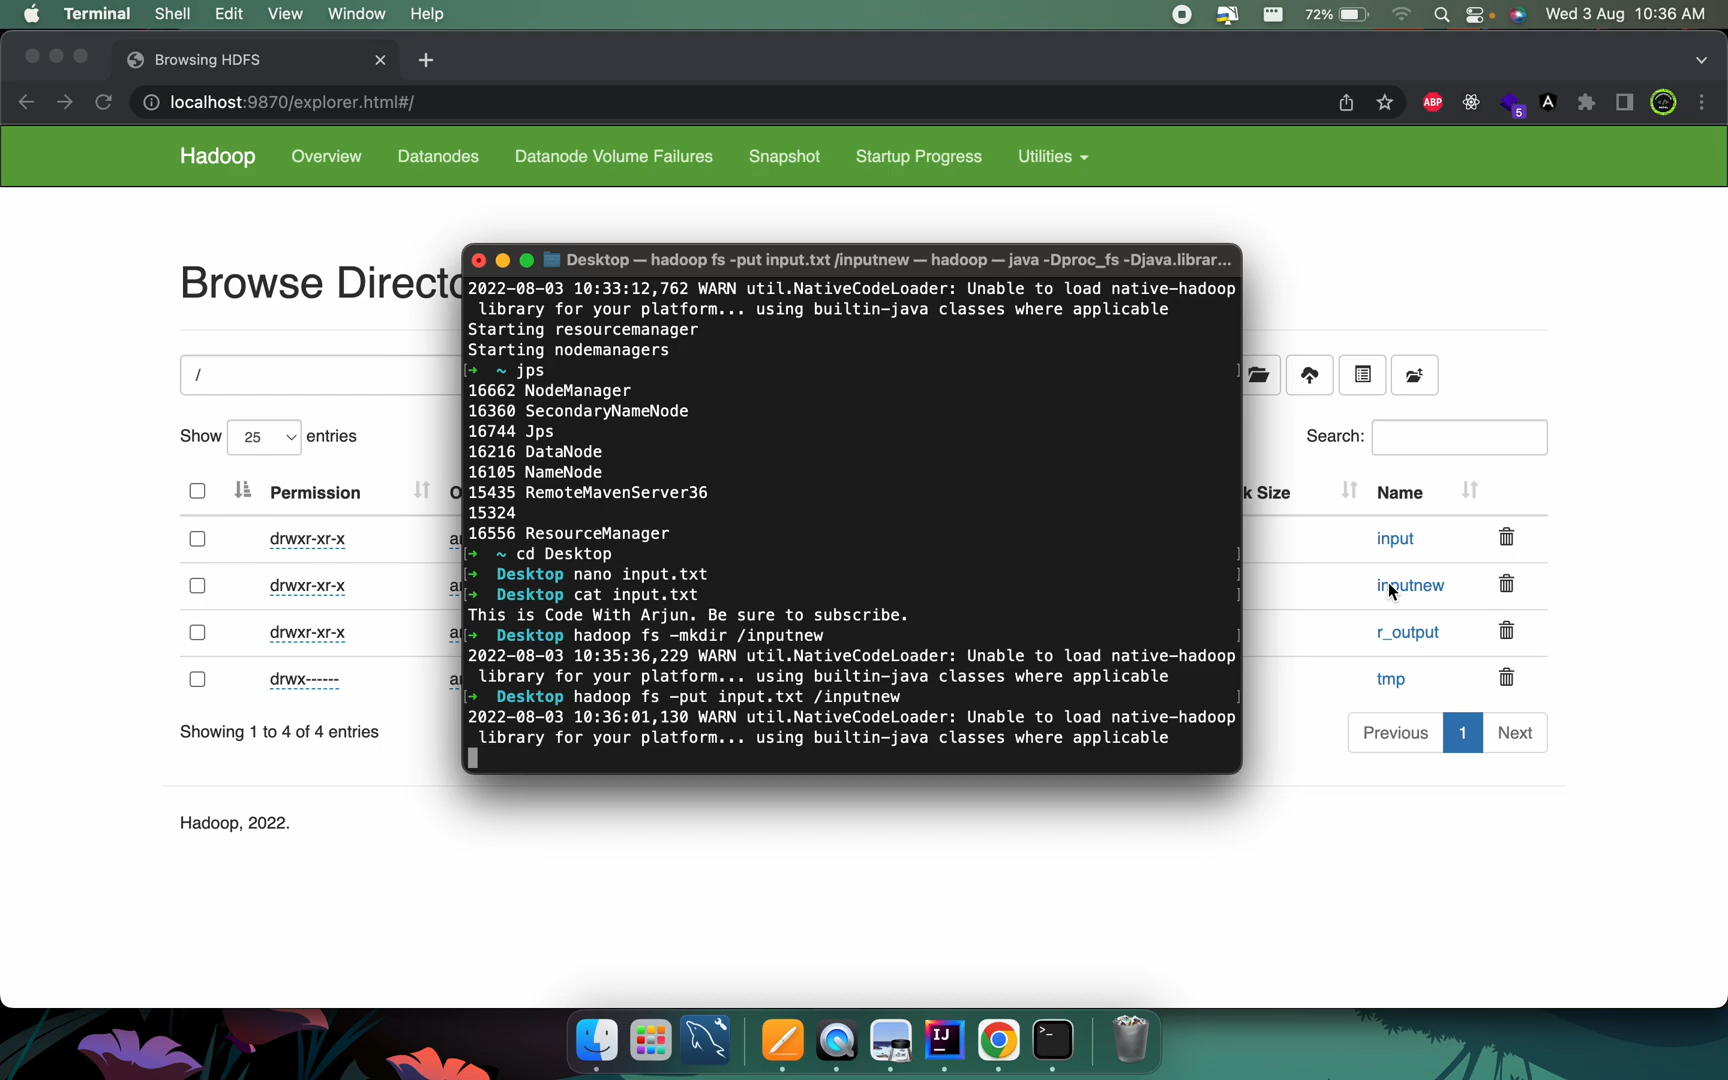 Terminal Shell Edit View Window Help 72% Wed 3 Aug 10:36 AM
Browsing HDFS
localhost:9870/explorer.html#/ ABP 5 A
Hadoop Overview Datanodes Datanode Volume Failures Snapshot Startup Progress Utilities
Browse Directo
/
Show 25 entries Search:
Permission O k Size Name
drwxr-xr-x a input
drwxr-xr-x a inputnew
drwxr-xr-x a r_output
drwx------ a tmp
Showing 1 to 4 of 4 entries Previous 1 Next
Hadoop, 2022.
Desktop — hadoop fs -put input.txt /inputnew — hadoop — java -Dproc_fs -Djava.librar...
2022-08-03 10:33:12,762 WARN util.NativeCodeLoader: Unable to load native-hadoop
library for your platform... using builtin-java classes where applicable
Starting resourcemanager
Starting nodemanagers
[➜ ~ jps ]
16662 NodeManager
16360 SecondaryNameNode
16744 Jps
16216 DataNode
16105 NameNode
15435 RemoteMavenServer36
15324
16556 ResourceManager
[➜ ~ cd Desktop ]
[➜ Desktop nano input.txt ]
[➜ Desktop cat input.txt ]
This is Code With Arjun. Be sure to subscribe.
[➜ Desktop hadoop fs -mkdir /inputnew ]
2022-08-03 10:35:36,229 WARN util.NativeCodeLoader: Unable to load native-hadoop
library for your platform... using builtin-java classes where applicable
[➜ Desktop hadoop fs -put input.txt /inputnew ]
2022-08-03 10:36:01,130 WARN util.NativeCodeLoader: Unable to load native-hadoop
library for your platform... using builtin-java classes where applicable
IJ >_